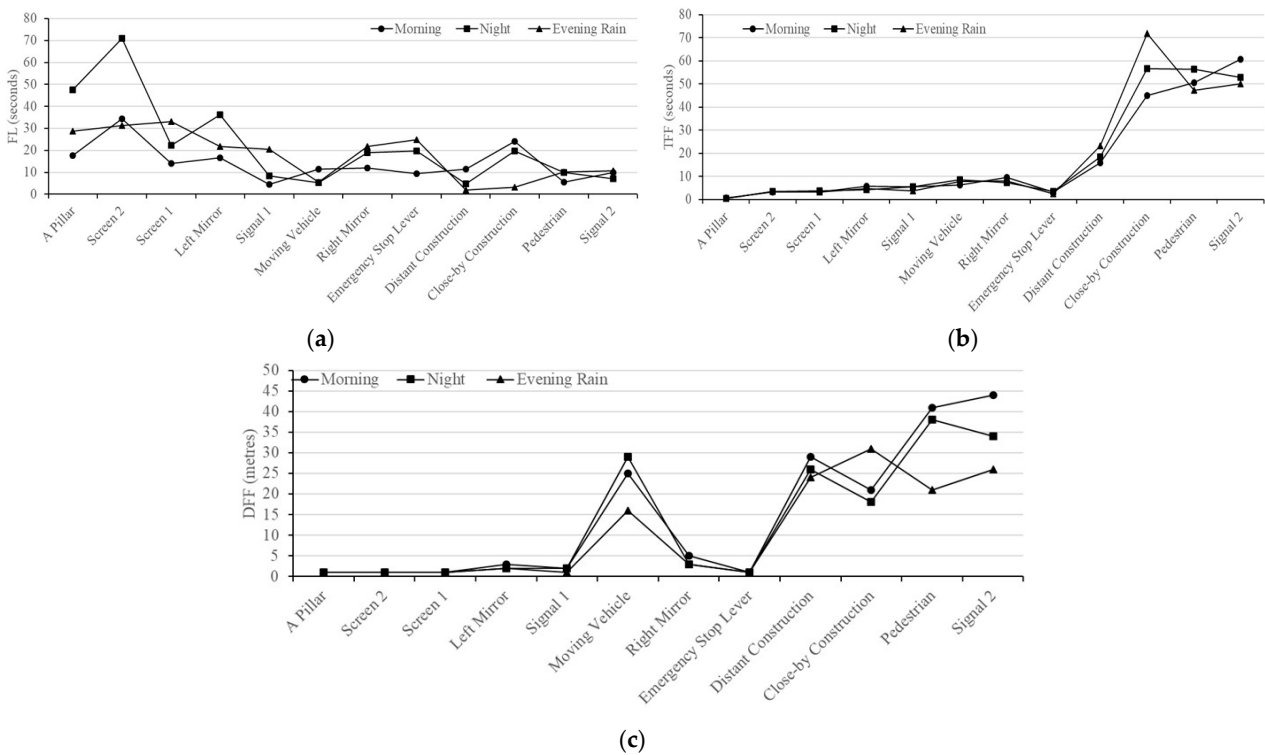 80
70
60
50
40
30
20
10
0
FL (seconds)
Morning Night Evening Rain
A Pillar
Screen 2
Screen 1
Left Mirror
Signal 1
Moving Vehicle
Right Mirror
Emergency Stop Lever
Distant Construction
Close-by Construction
Pedestrian
Signal 2
(a)
80
70
60
50
40
30
20
10
0
TFF (seconds)
Morning Night Evening Rain
A Pillar
Screen 2
Screen 1
Left Mirror
Signal 1
Moving Vehicle
Right Mirror
Emergency Stop Lever
Distant Construction
Close-by Construction
Pedestrian
Signal 2
(b)
50
45
40
35
30
25
20
15
10
5
0
DFF (metres)
Morning Night Evening Rain
A Pillar
Screen 2
Screen 1
Left Mirror
Signal 1
Moving Vehicle
Right Mirror
Emergency Stop Lever
Distant Construction
Close-by Construction
Pedestrian
Signal 2
(c)